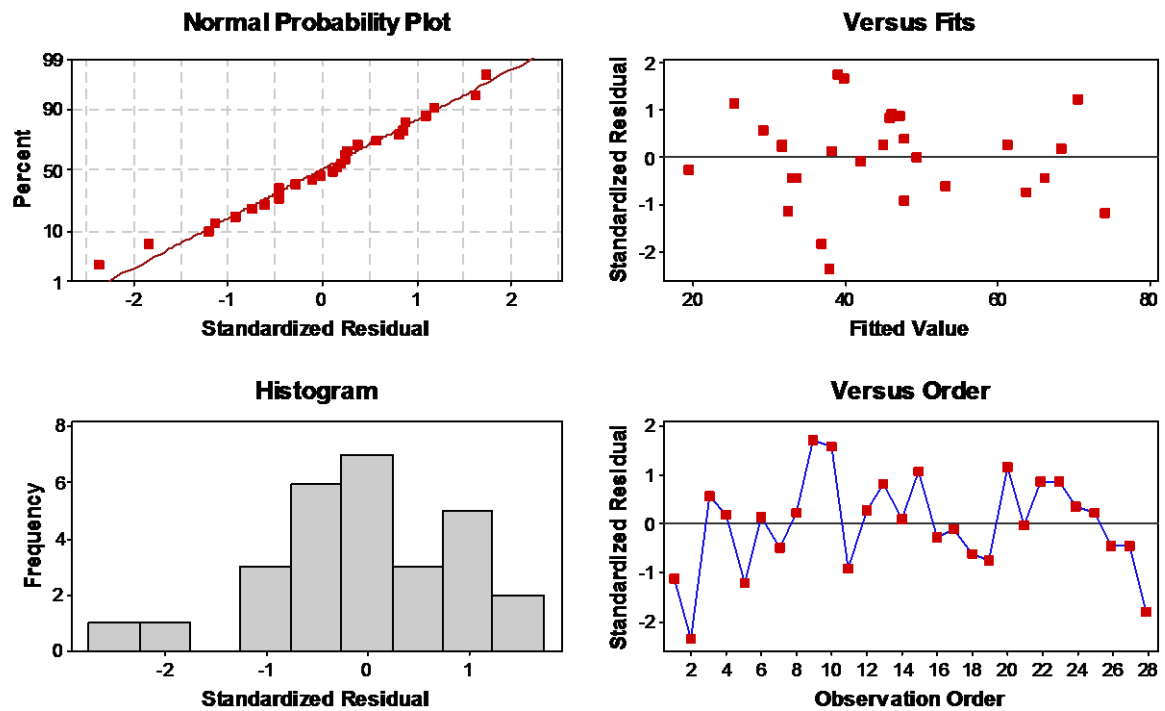 Normal Probability Plot
Percent
99
90
50
10
1
-2 -1 0 1 2
Standardized Residual
Versus Fits
Standardized Residual
2
1
0
-1
-2
20 40 60 80
Fitted Value
Histogram
Frequency
8
6
4
2
0
-2 -1 0 1
Standardized Residual
Versus Order
Standardized Residual
2
1
0
-1
-2
2 4 6 8 10 12 14 16 18 20 22 24 26 28
Observation Order